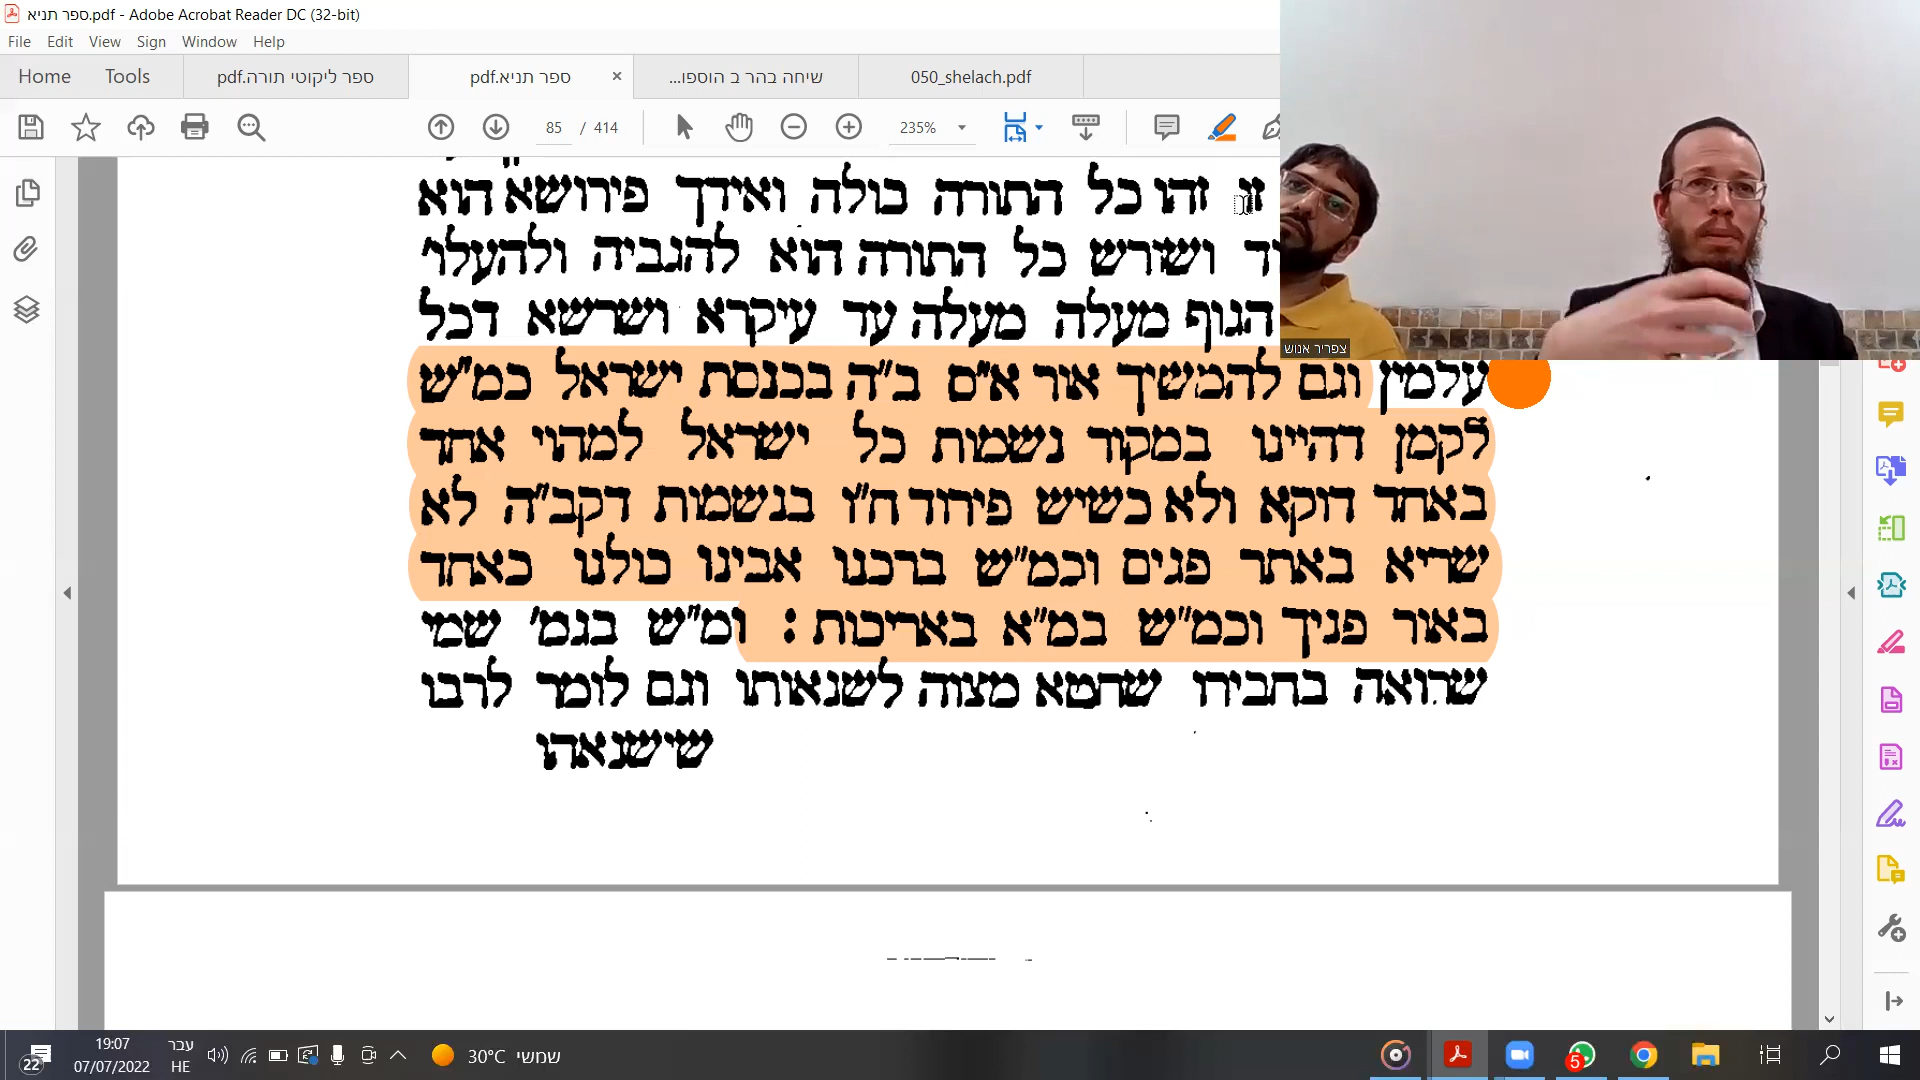 ספר תניא.pdf - Adobe Acrobat Reader DC (32-bit)
File Edit View Sign Window Help
Home Tools ספר ליקוטי תורה.pdf ספר תניא.pdf × שיחה בהר ב הוספו... 050_shelach.pdf
85 / 414 235%
זו זהו כל התורה כולה ואידך פירושא הוא
ושורש כל התורה הוא להגביה ולהעלו'
הגוף מעלה מעלה עד עיקרא ושרשא דכל
עלמין וגם להמשיך אור א"ס ב"ה בכנסת ישראל כמ"ש
לקמן דהיינו במקור נשמות כל ישראל למהוי אחד
באחד דוקא ולא כשיש פירוד ח"ו בנשמות דקב"ה לא
שריא באתר פגים וכמ"ש ברכנו אבינו כולנו כאחד
באור פניך וכמ"ש במ"א באריכות : ומ"ש בגמ' שמי
שרואה בחבירו שחטא מצוה לשנאותו וגם לומר לרבו
שישנאהו
צפריר אנוש
22 19:07 07/07/2022 עבר HE 30°C שמשי 5